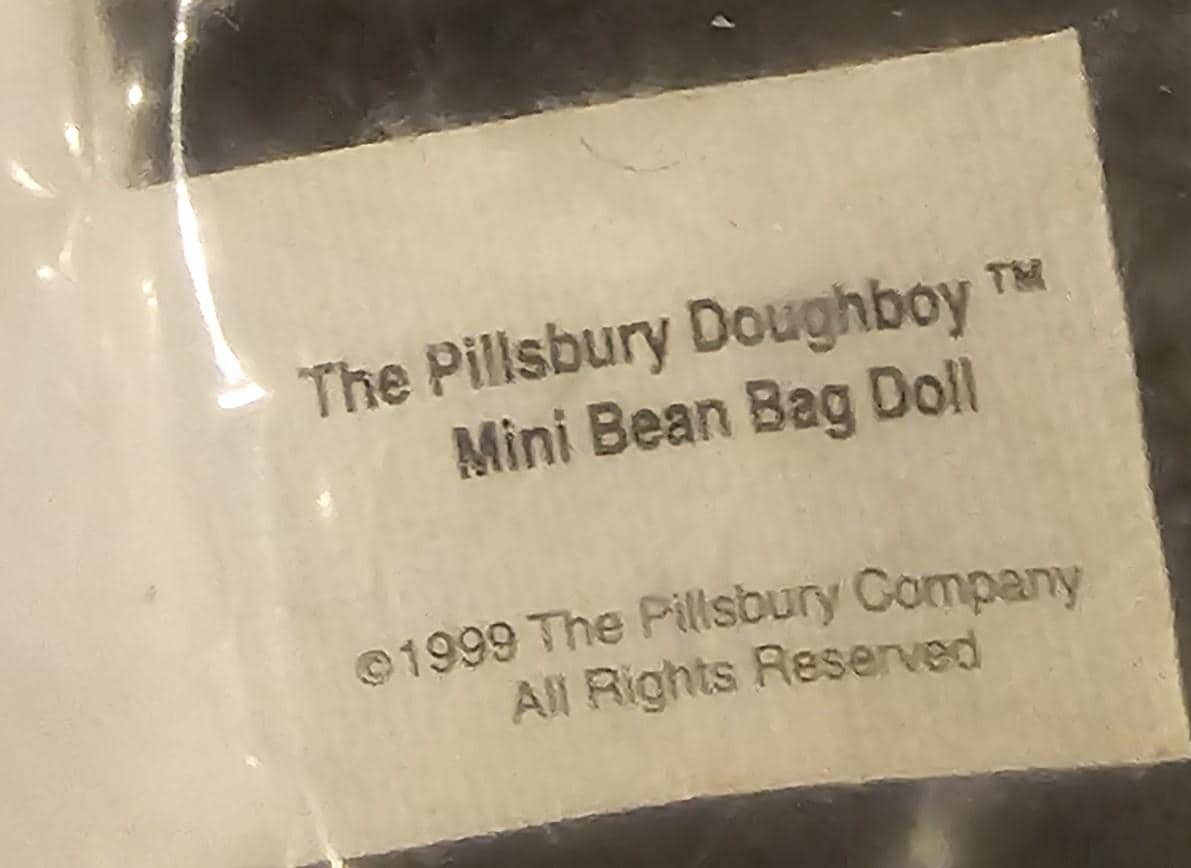 The Pillsbury Doughboy ™
Mini Bean Bag Doll
©1999 The Pillsbury Company
All Rights Reserved